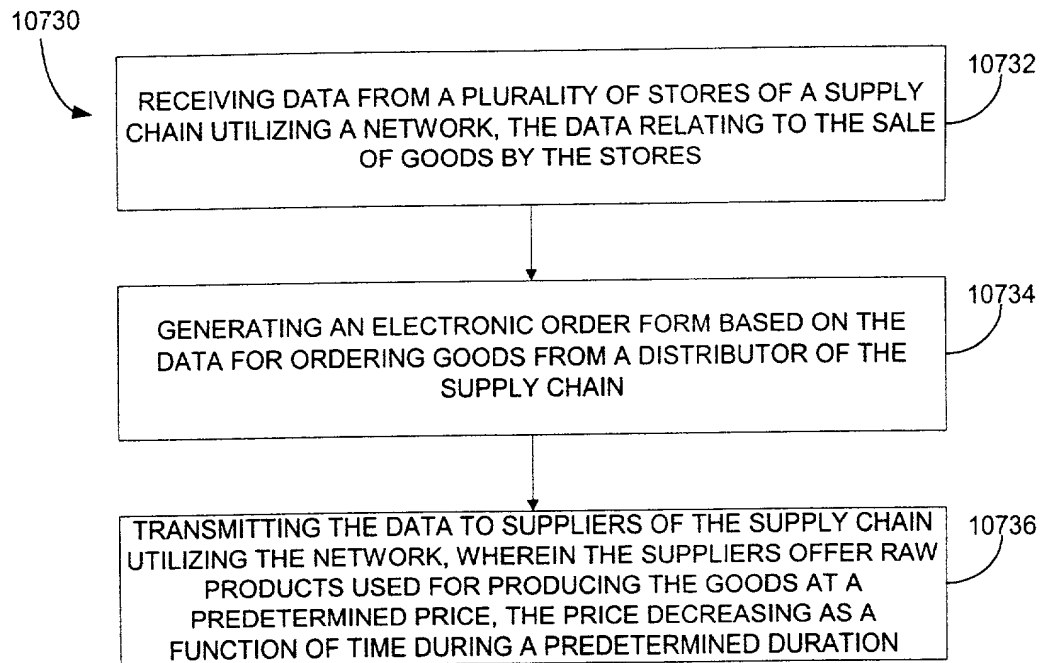 10730
10732
RECEIVING DATA FROM A PLURALITY OF STORES OF A SUPPLY
CHAIN UTILIZING A NETWORK, THE DATA RELATING TO THE SALE
OF GOODS BY THE STORES
10734
GENERATING AN ELECTRONIC ORDER FORM BASED ON THE
DATA FOR ORDERING GOODS FROM A DISTRIBUTOR OF THE
SUPPLY CHAIN
10736
TRANSMITTING THE DATA TO SUPPLIERS OF THE SUPPLY CHAIN
UTILIZING THE NETWORK, WHEREIN THE SUPPLIERS OFFER RAW
PRODUCTS USED FOR PRODUCING THE GOODS AT A
PREDETERMINED PRICE, THE PRICE DECREASING AS A
FUNCTION OF TIME DURING A PREDETERMINED DURATION